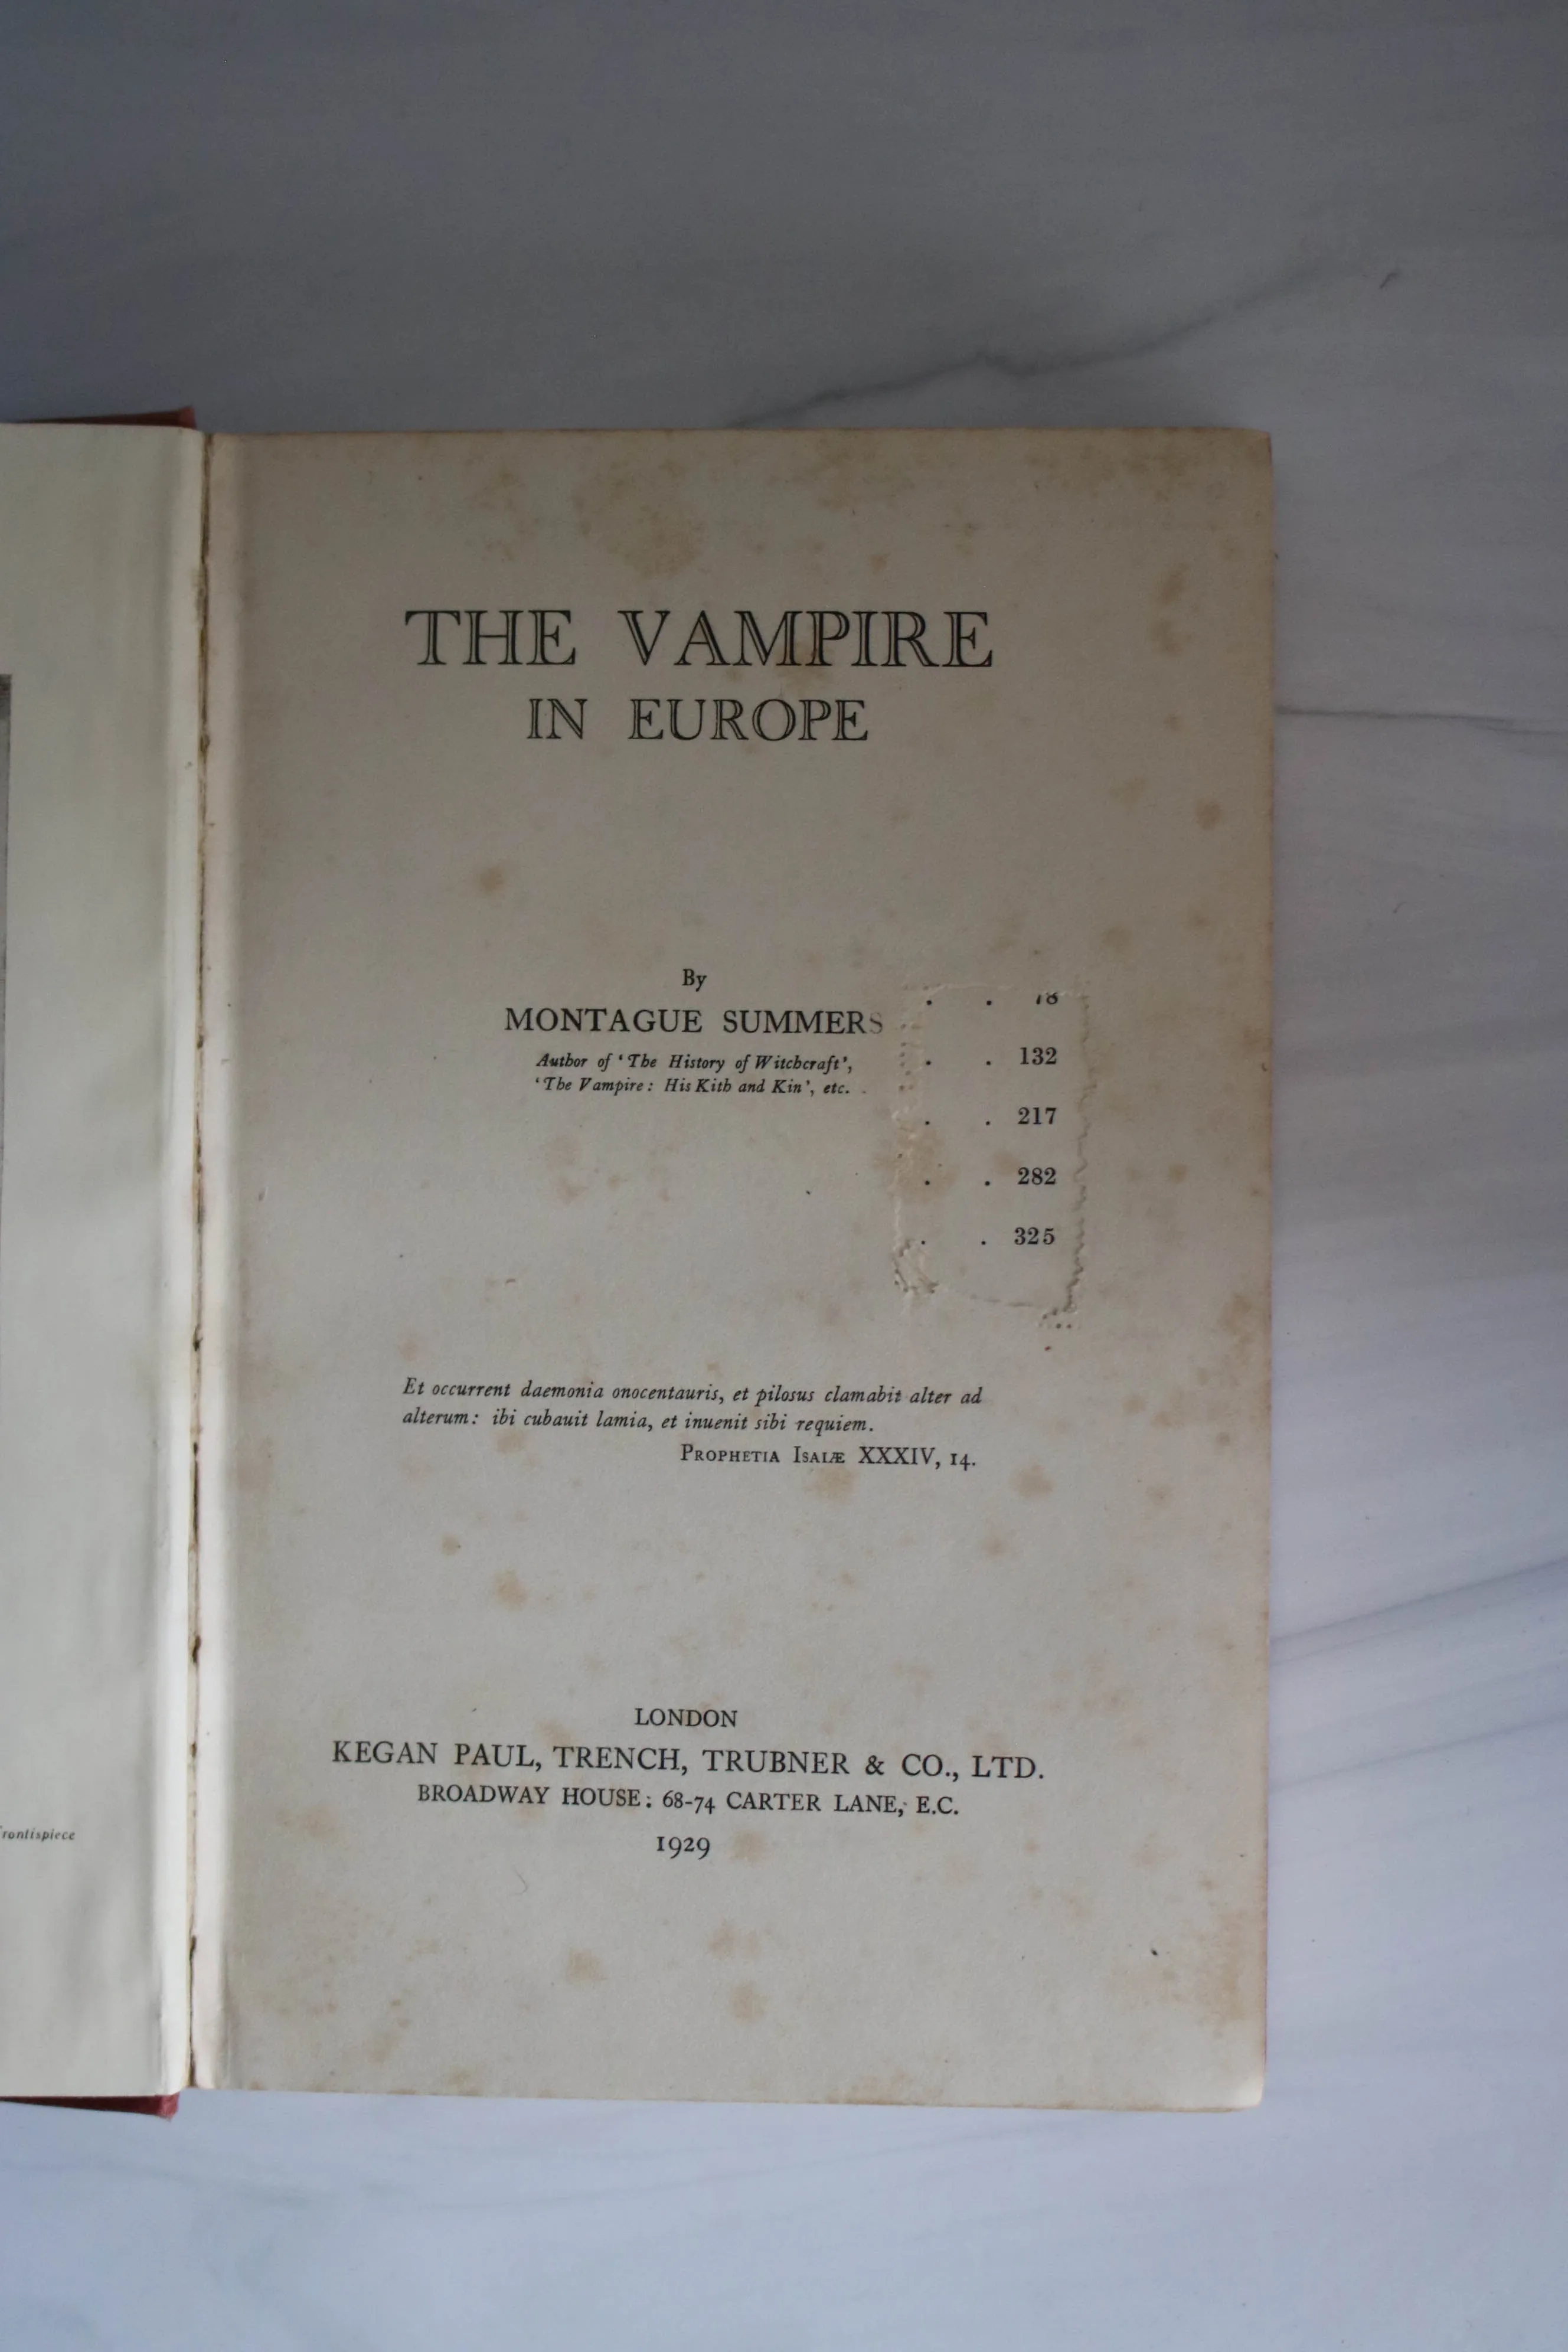 THE VAMPIRE
IN EUROPE
By
MONTAGUE SUMMERS
Author of 'The History of Witchcraft',
'The Vampire: His Kith and Kin', etc.
. . 78
. . 132
. . 217
. . 282
. . 325
Et occurrent daemonia onocentauris, et pilosus clamabit alter ad
alterum: ibi cubauit lamia, et inuenit sibi requiem.
PROPHETIA ISAIÆ XXXIV, 14.
LONDON
KEGAN PAUL, TRENCH, TRUBNER & CO., LTD.
BROADWAY HOUSE: 68-74 CARTER LANE, E.C.
1929
rontispiece